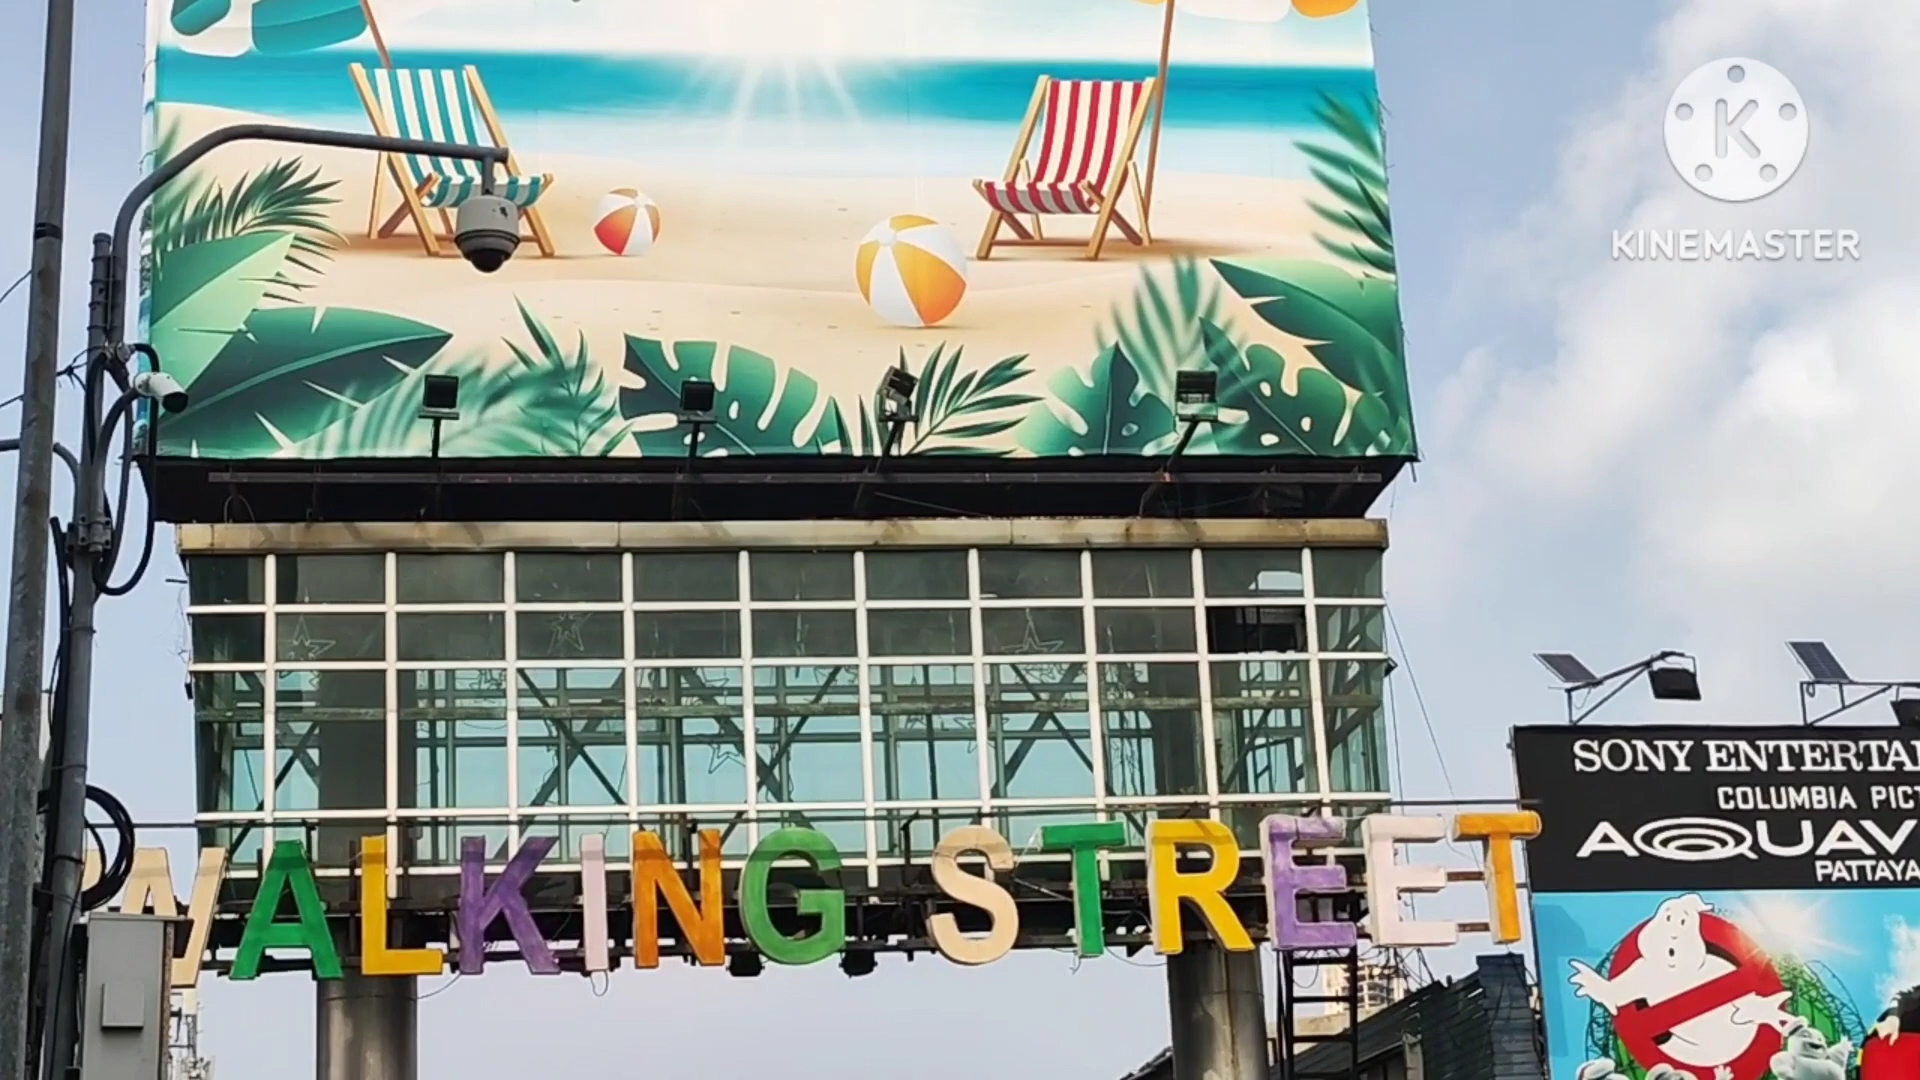 K
KINEMASTER
WALKING STREET
SONY ENTERTAI
COLUMBIA PICT
AQUAV
PATTAYA